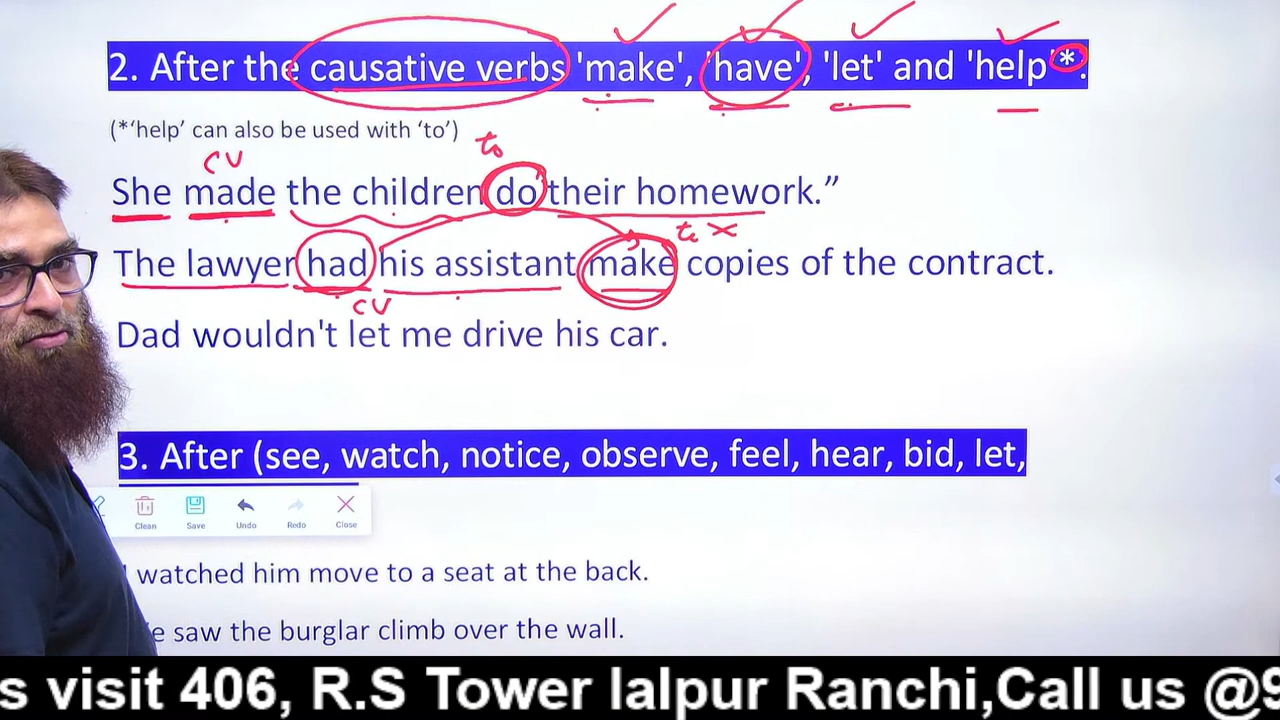 2. After the causative verbs 'make', 'have', 'let' and 'help'*.
(*‘help’ can also be used with ‘to’)
cv
to
She made the children do their homework.”
to ×
The lawyer had his assistant make copies of the contract.
cv
Dad wouldn't let me drive his car.
3. After (see, watch, notice, observe, feel, hear, bid, let,
Clean Save Undo Redo Close
watched him move to a seat at the back.
saw the burglar climb over the wall.
s visit 406, R.S Tower lalpur Ranchi,Call us @9